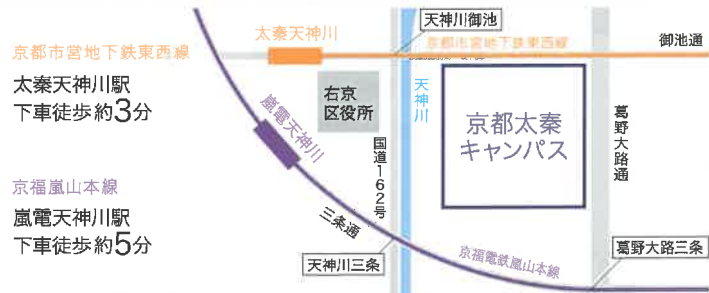 京都市営地下鉄東西線
太秦天神川駅
下車徒歩約3分
京福嵐山本線
嵐電天神川駅
下車徒歩約5分
太秦天神川
天神川御池
京都市営地下鉄東西線
御池通
右京
区役所
天神川
京都太秦
キャンパス
葛野大路通
嵐電天神川
国道162号
三条通
天神川三条
京福電鉄嵐山本線
葛野大路三条